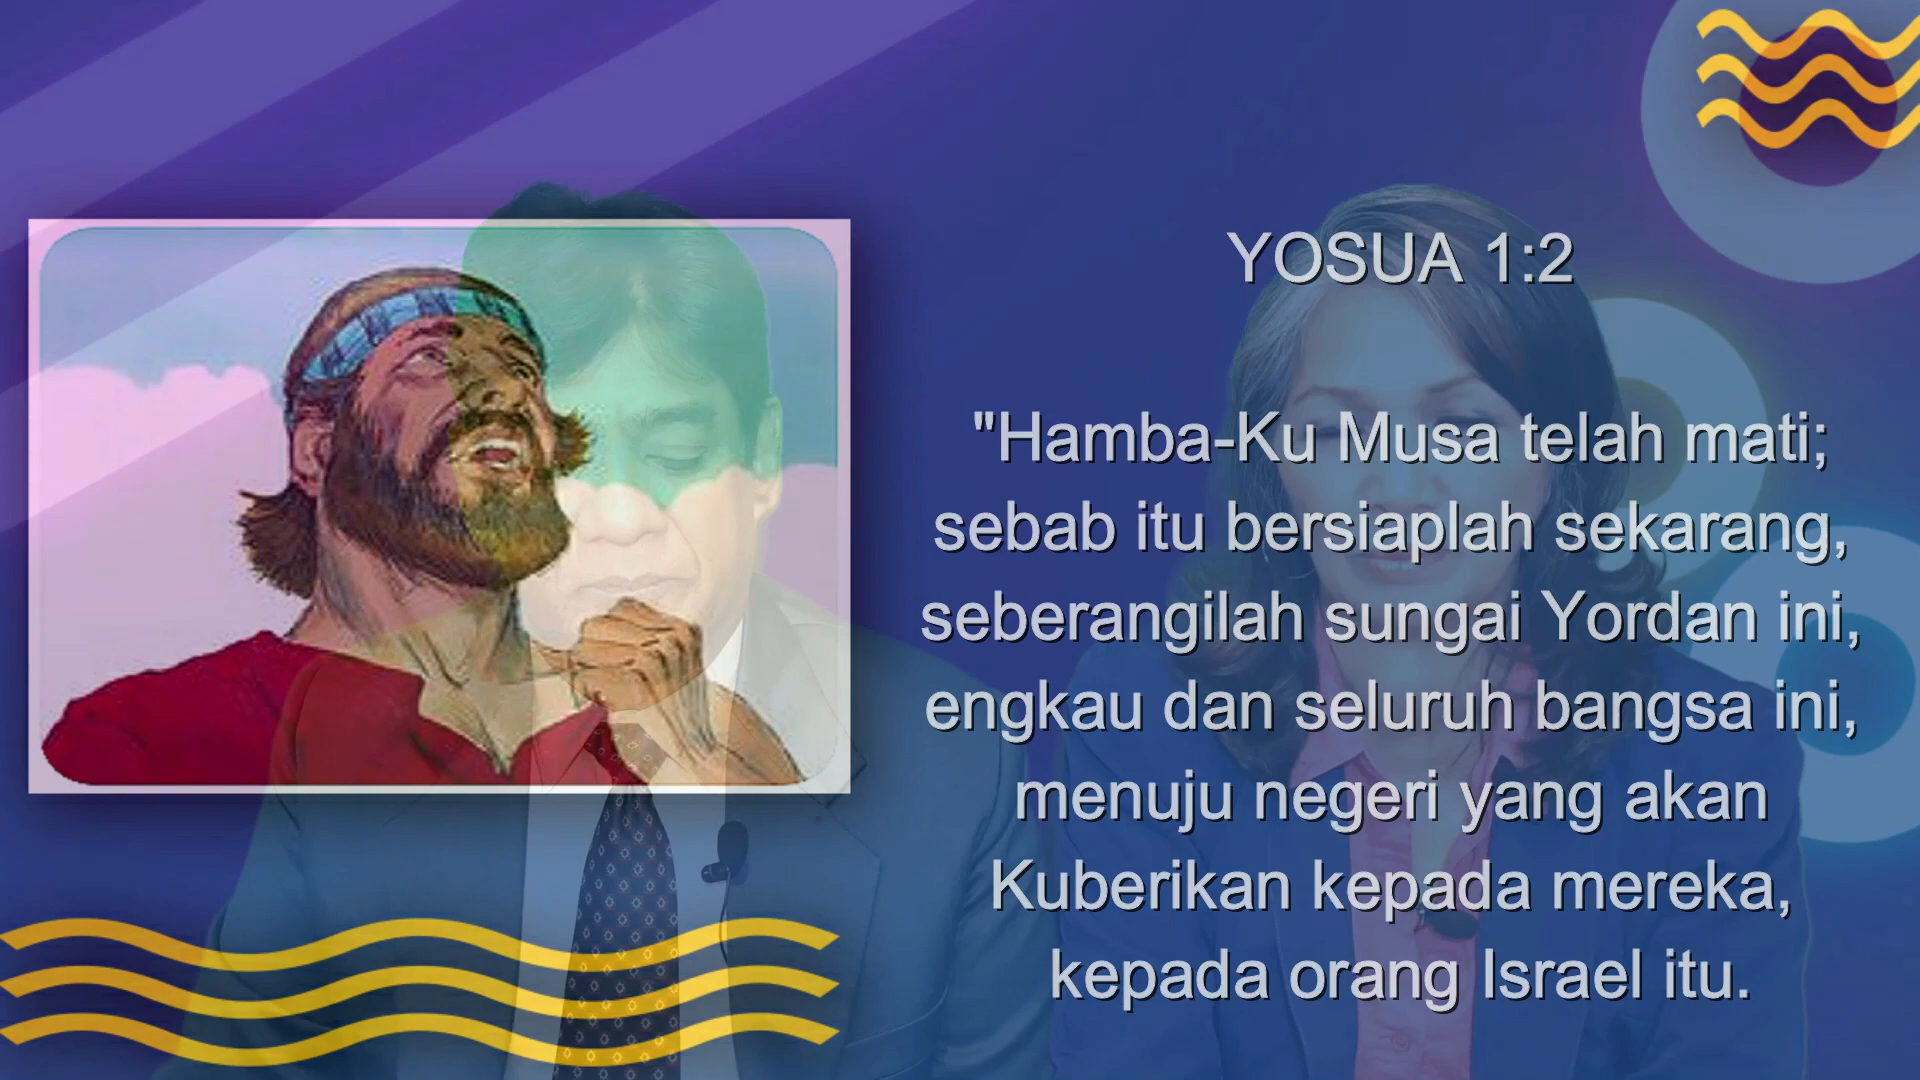 YOSUA 1:2
"Hamba-Ku Musa telah mati;
sebab itu bersiaplah sekarang,
seberangilah sungai Yordan ini,
engkau dan seluruh bangsa ini,
menuju negeri yang akan
Kuberikan kepada mereka,
kepada orang Israel itu.